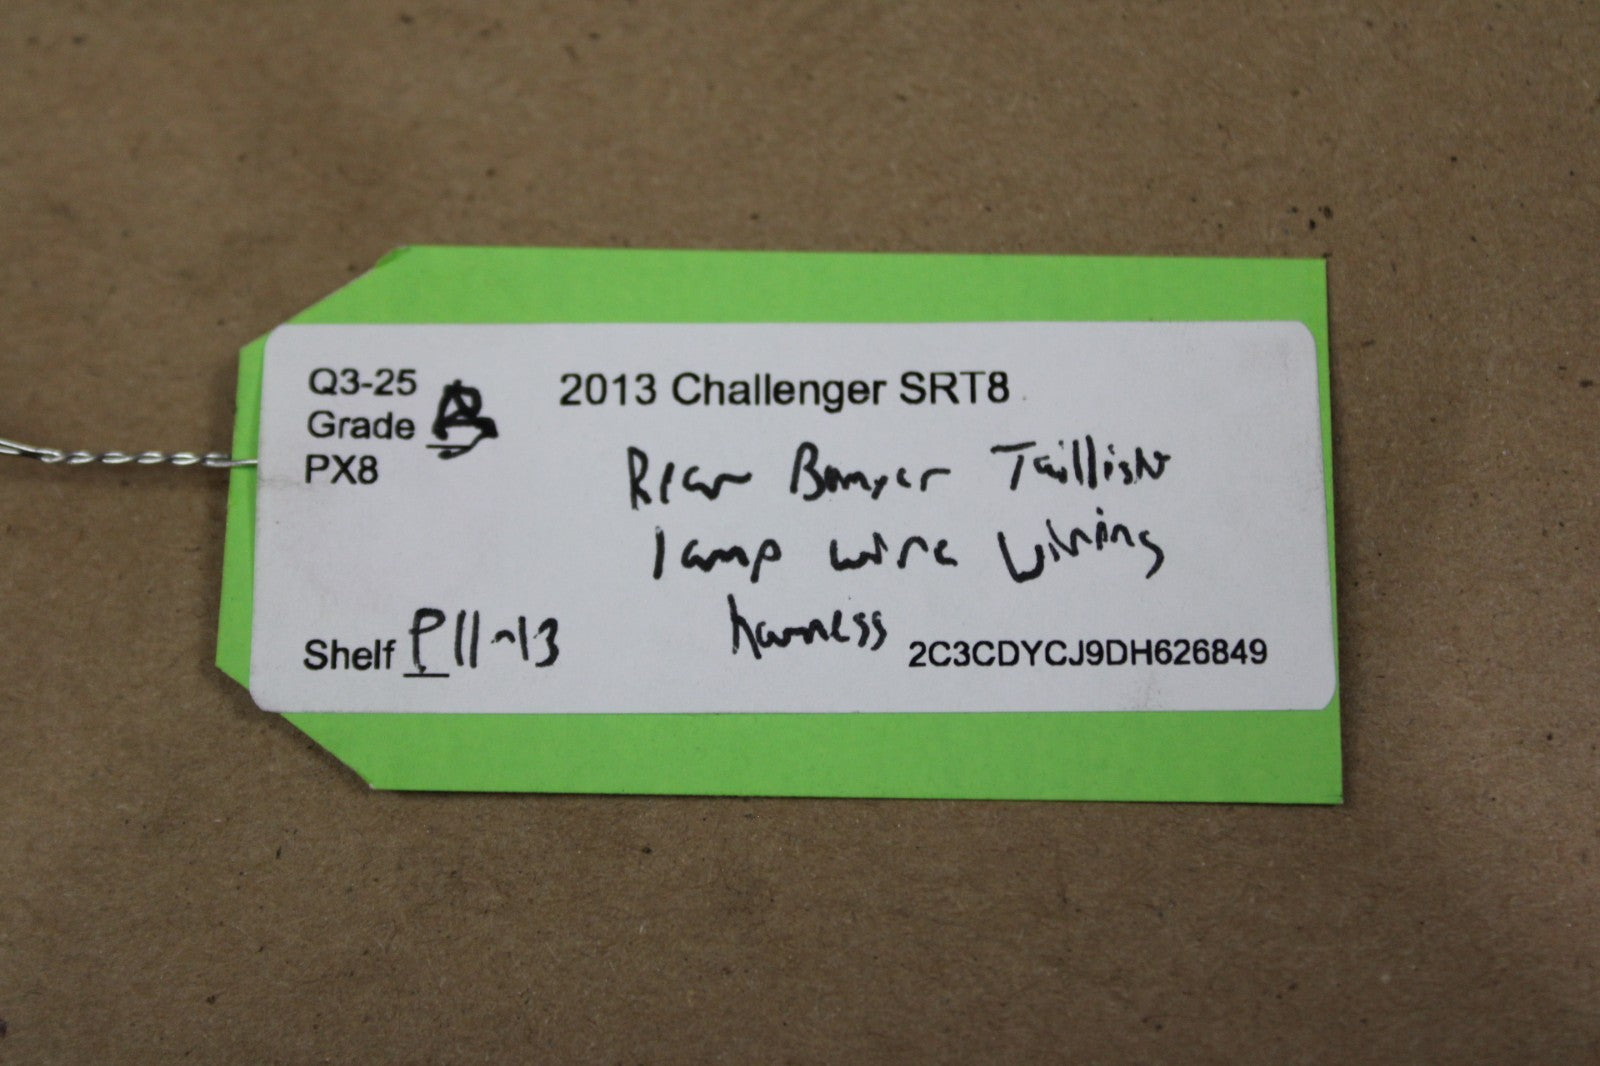 Q3-25
Grade B
PX8
2013 Challenger SRT8
Rear Bumper Taillight
lamp wire wiring
harness
Shelf P11-13
2C3CDYCJ9DH626849